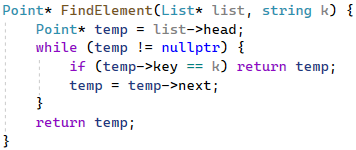 Point* FindElement(List* list, string k) {
    Point* temp = list->head;
    while (temp != nullptr) {
        if (temp->key == k) return temp;
        temp = temp->next;
    }
    return temp;
}